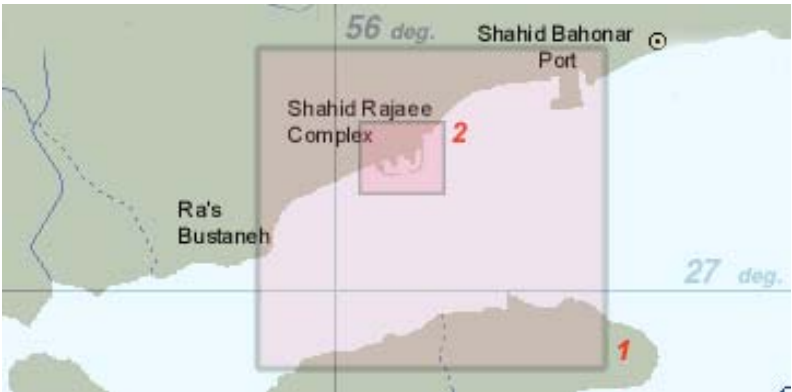 56 deg.
Shahid Bahonar
Port
Shahid Rajaee
Complex
2
Ra's
Bustaneh
27 deg.
1